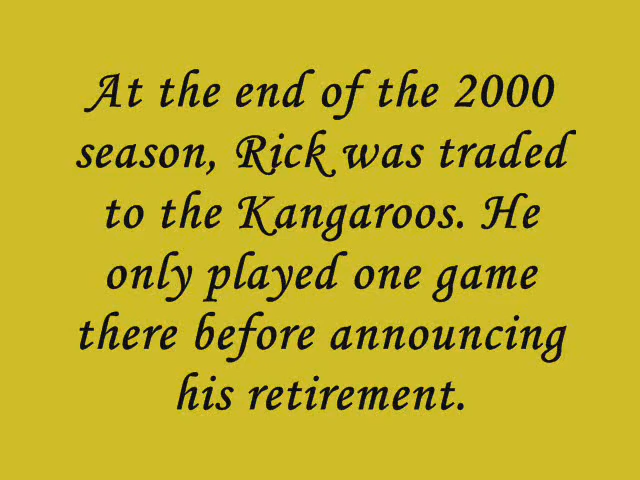 At the end of the 2000
season, Rick was traded
to the Kangaroos. He
only played one game
there before announcing
his retirement.